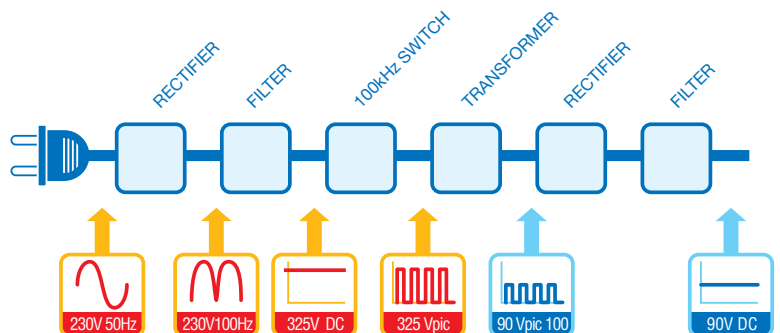 RECTIFIER
FILTER
100kHz SWITCH
TRANSFORMER
RECTIFIER
FILTER
230V 50Hz
230V100Hz
325V DC
325 Vpic
90 Vpic 100
90V DC